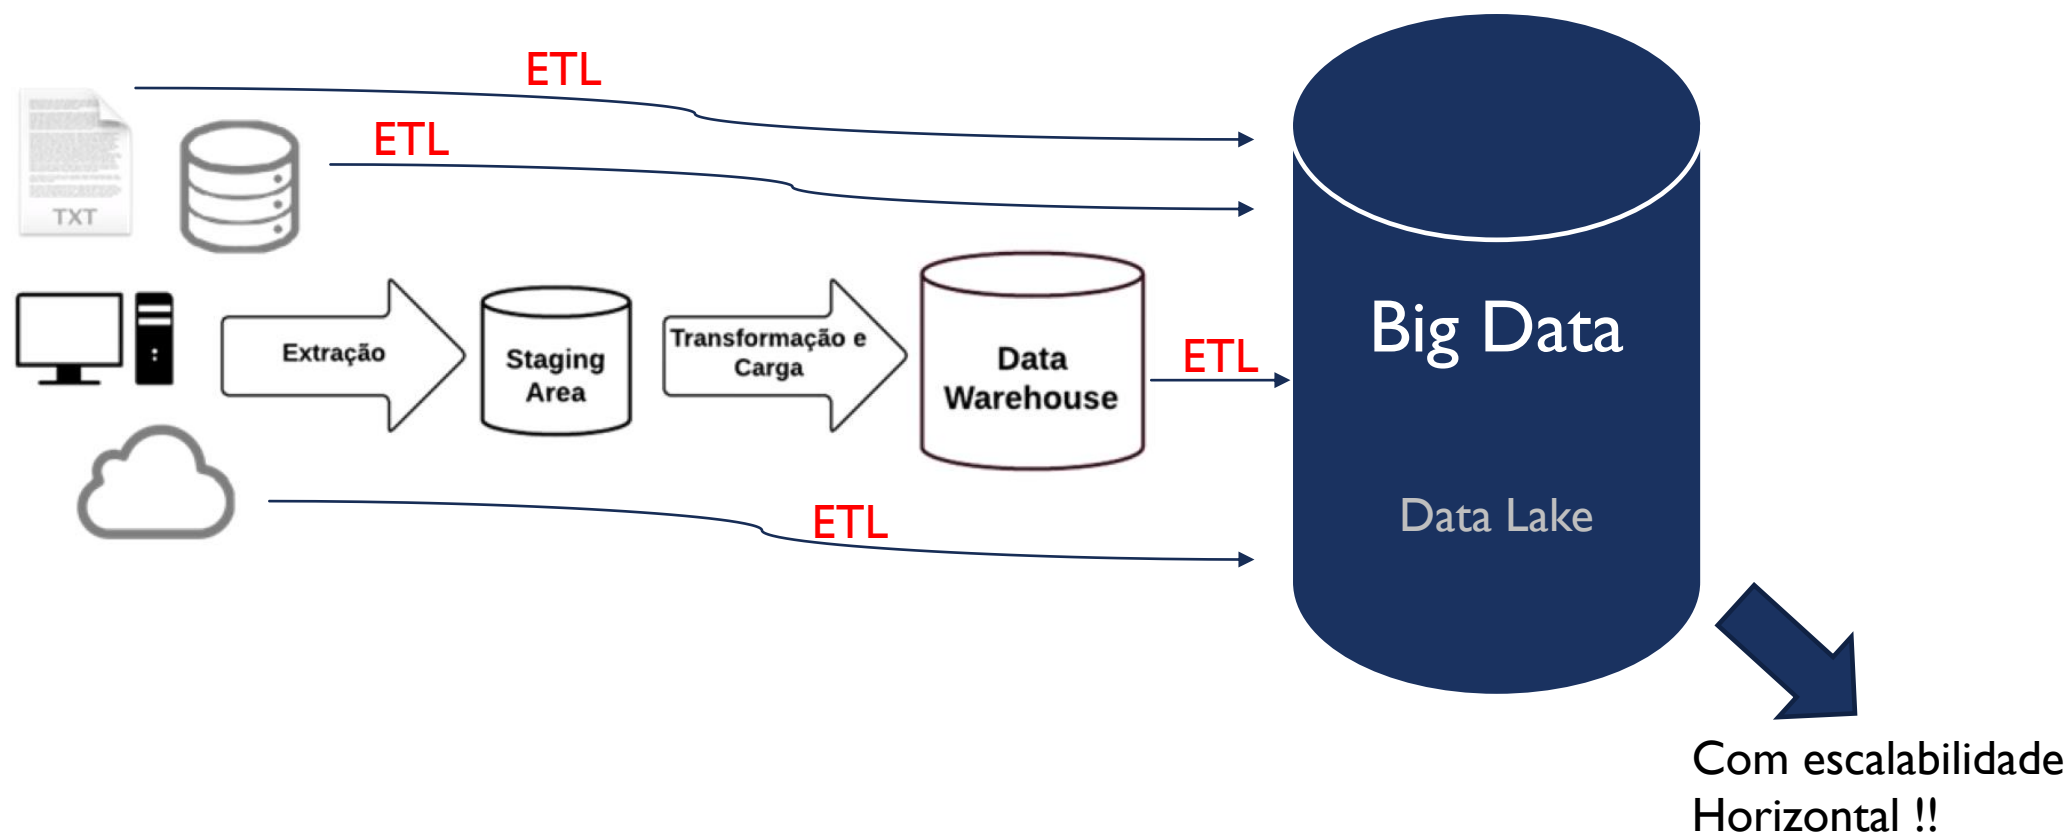 ETL
ETL
TXT
Extração
Staging
Area
Transformação e
Carga
Data
Warehouse
ETL
Big Data
ETL
Data Lake
Com escalabilidade
Horizontal !!